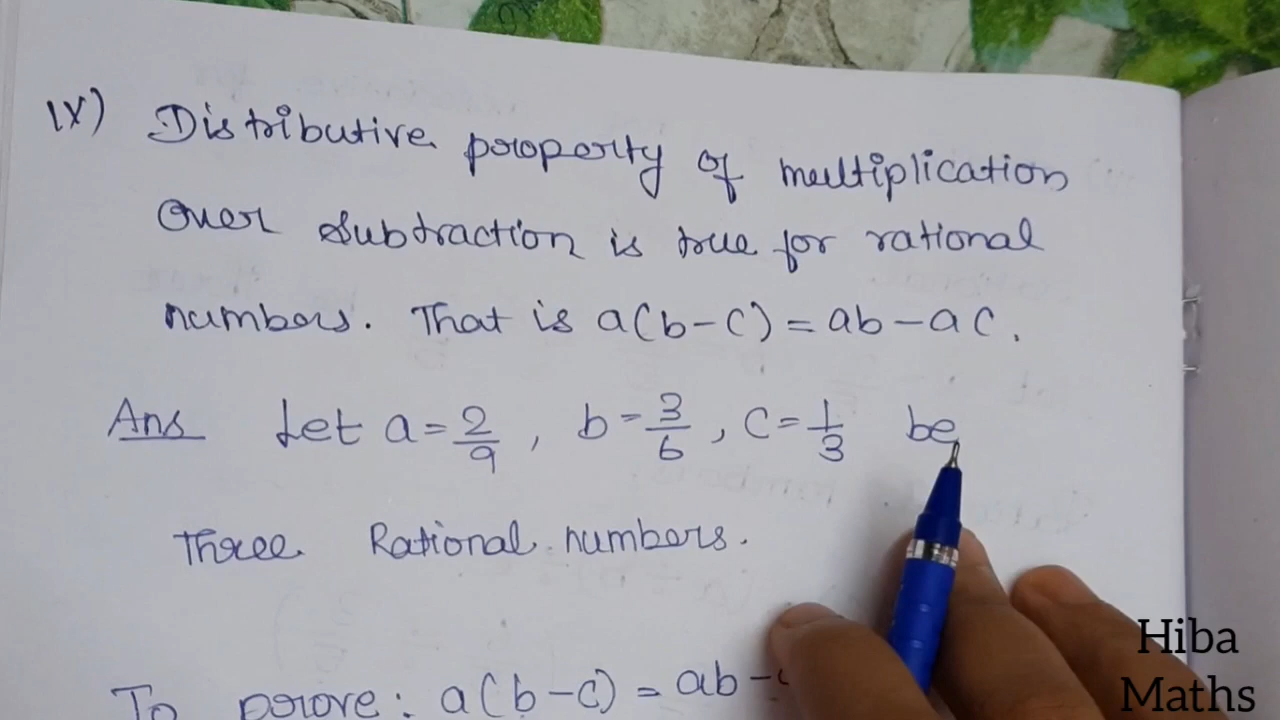 IX) Distributive property of multiplication
over subtraction is true for rational
numbers. That is a(b-c) = ab-ac.
Ans Let a = 2/9, b = 3/6, c = 1/3 be
Three Rational numbers.
To prove: a(b-c) = ab-
Hiba
Maths